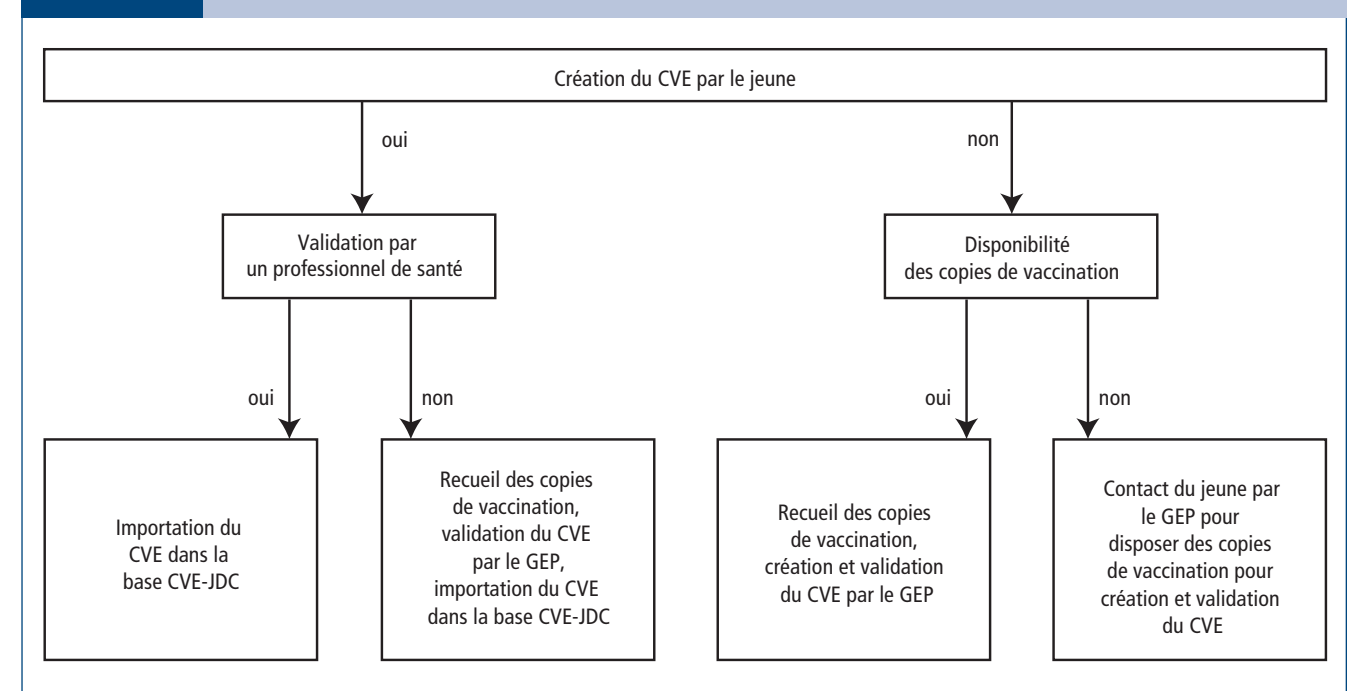 Création du CVE par le jeune
oui
non
Validation par
un professionnel de santé
Disponibilité
des copies de vaccination
oui
non
oui
non
Importation du
CVE dans la
base CVE-JDC
Recueil des copies
de vaccination,
validation du CVE
par le GEP,
importation du CVE
dans la base CVE-JDC
Recueil des copies
de vaccination,
création et validation
du CVE par le GEP
Contact du jeune par
le GEP pour
disposer des copies
de vaccination pour
création et validation
du CVE